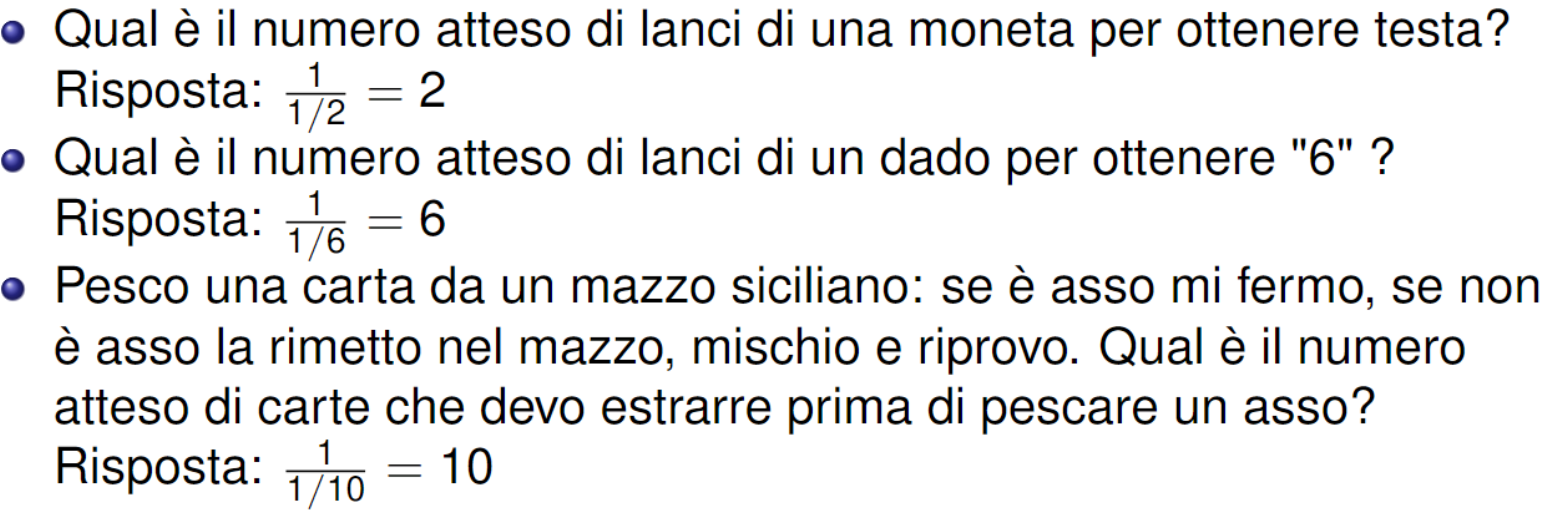 • Qual è il numero atteso di lanci di una moneta per ottenere testa?
Risposta: \frac{1}{1/2} = 2
• Qual è il numero atteso di lanci di un dado per ottenere "6" ?
Risposta: \frac{1}{1/6} = 6
• Pesco una carta da un mazzo siciliano: se è asso mi fermo, se non
è asso la rimetto nel mazzo, mischio e riprovo. Qual è il numero
atteso di carte che devo estrarre prima di pescare un asso?
Risposta: \frac{1}{1/10} = 10